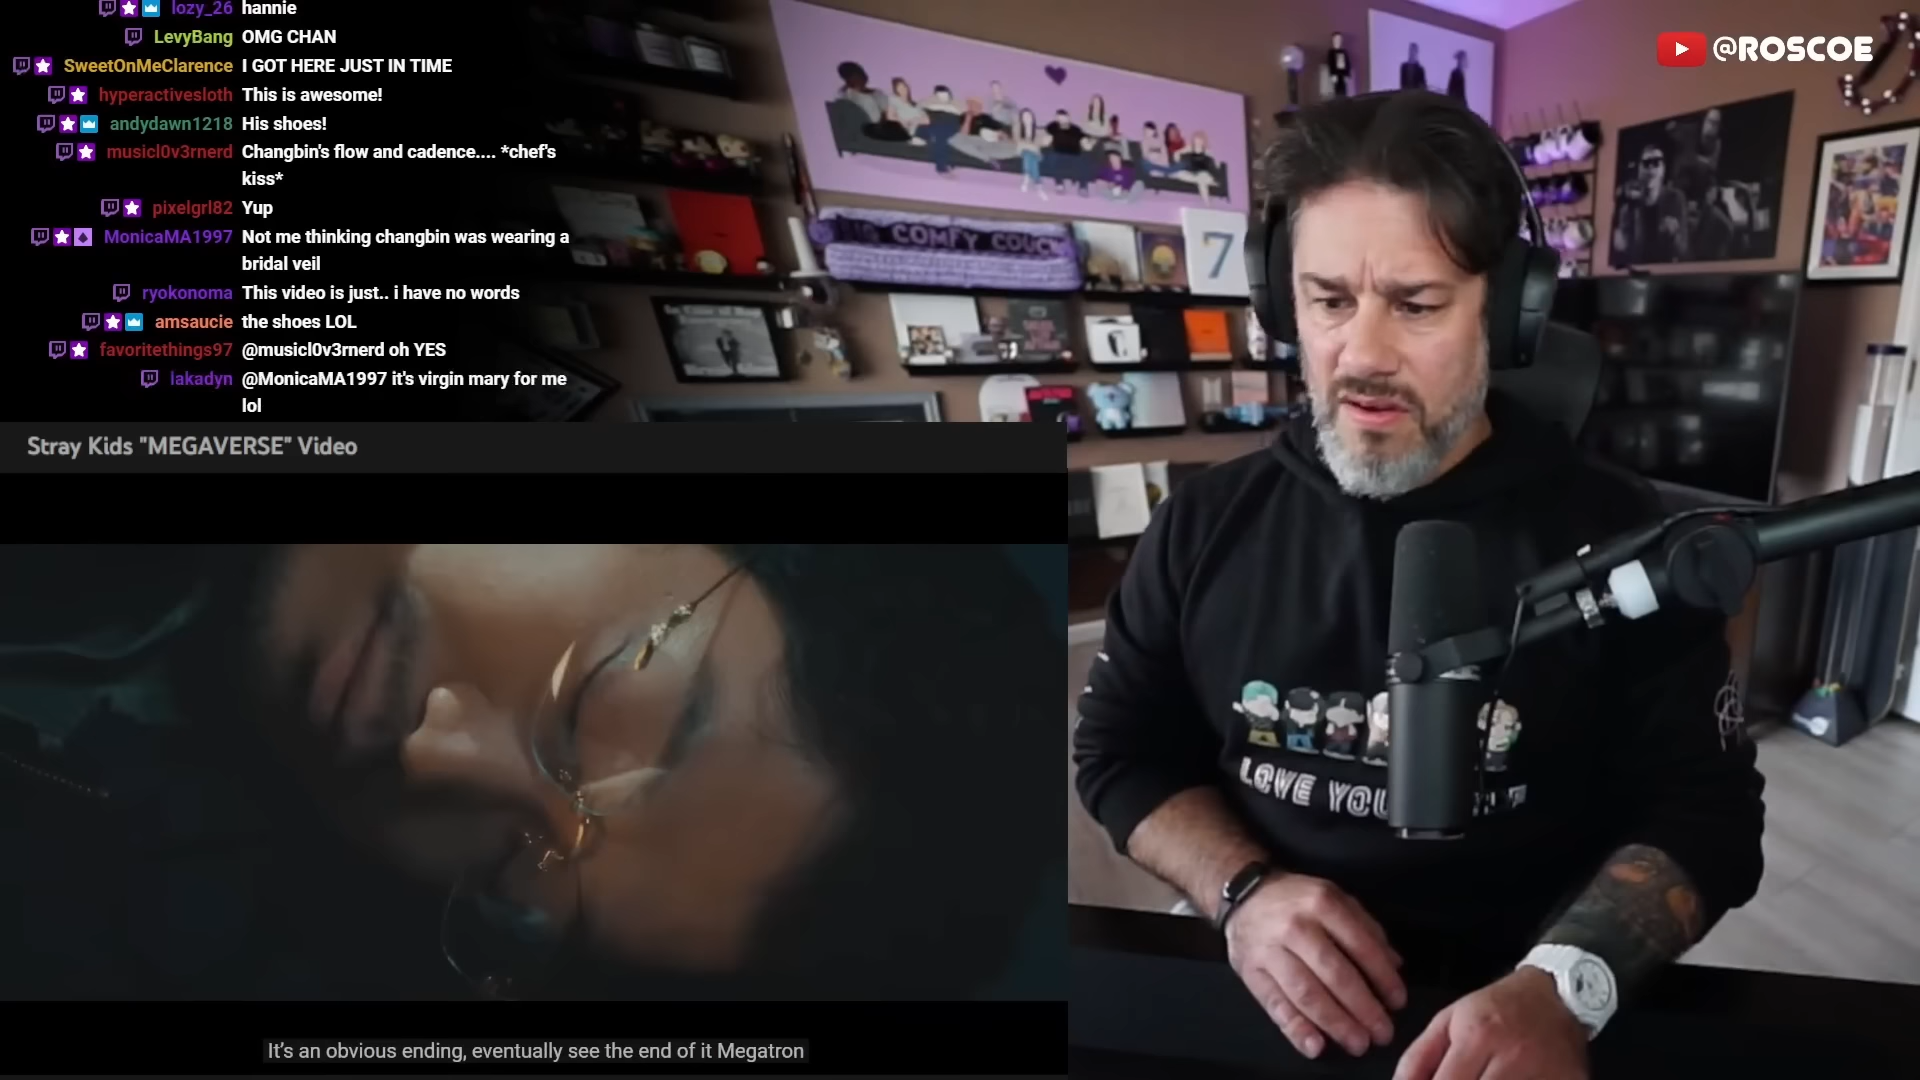 lozy_26 hannie
LevyBang OMG CHAN
SweetOnMeClarence I GOT HERE JUST IN TIME
hyperactivesloth This is awesome!
andydawn1218 His shoes!
musicl0v3rnerd Changbin's flow and cadence.... *chef's
kiss*
pixelgrl82 Yup
MonicaMA1997 Not me thinking changbin was wearing a
bridal veil
ryokonoma This video is just.. i have no words
amsaucie the shoes LOL
favoritethings97 @musicl0v3rnerd oh YES
lakadyn @MonicaMA1997 it's virgin mary for me
lol
@ROSCOE
COMFY COUCH
7
Stray Kids "MEGAVERSE" Video
LOVE YOU
It's an obvious ending, eventually see the end of it Megatron